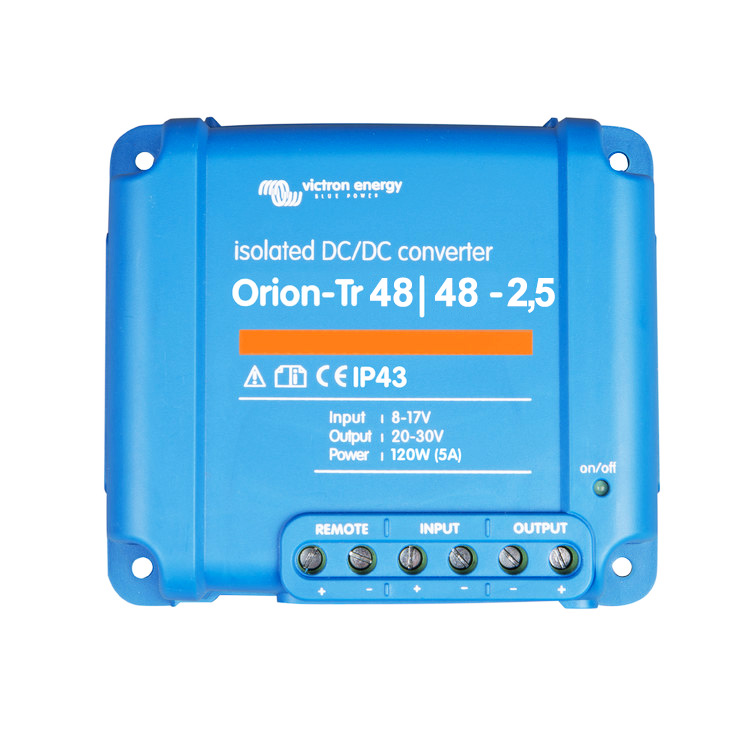 victron energy
BLUE POWER
isolated DC/DC converter
Orion-Tr 48|48 -2,5
CE IP43
Input | 8-17V
Output | 20-30V
Power | 120W (5A)
on/off
REMOTE | INPUT | OUTPUT
+ - + - - +